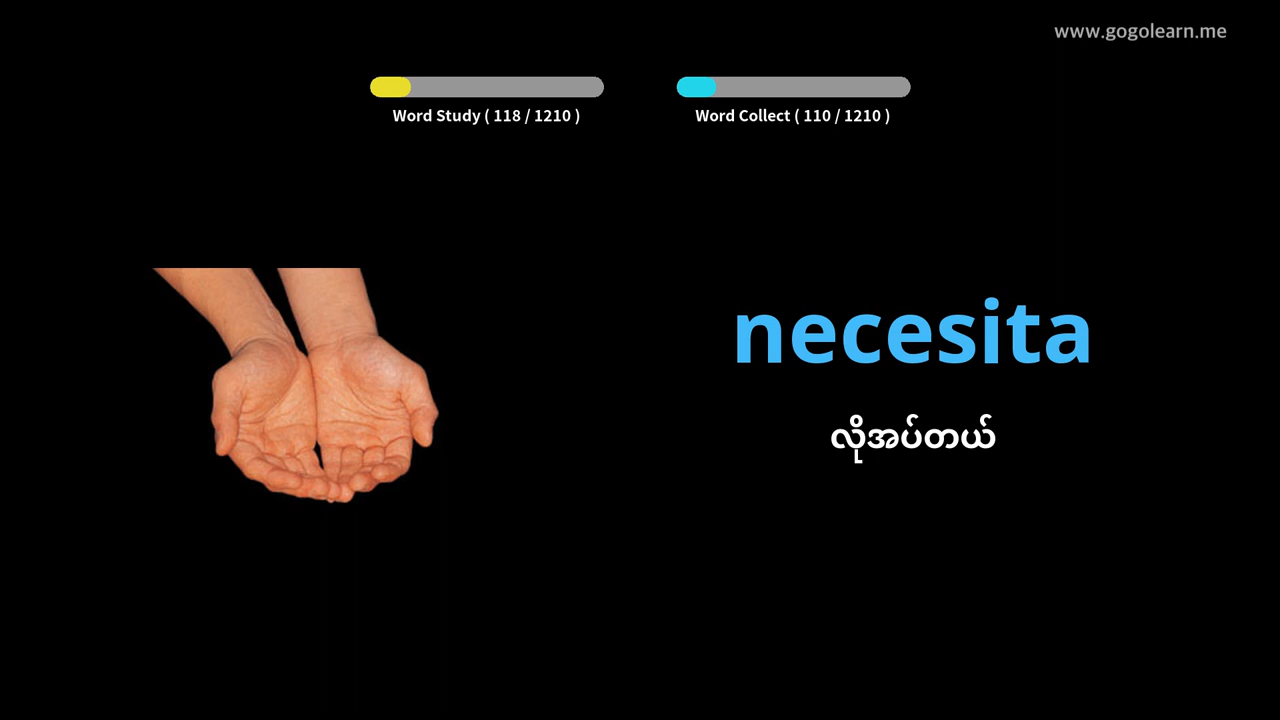 www.gogolearn.me
Word Study ( 118 / 1210 )
Word Collect ( 110 / 1210 )
necesita
လိုအပ်တယ်